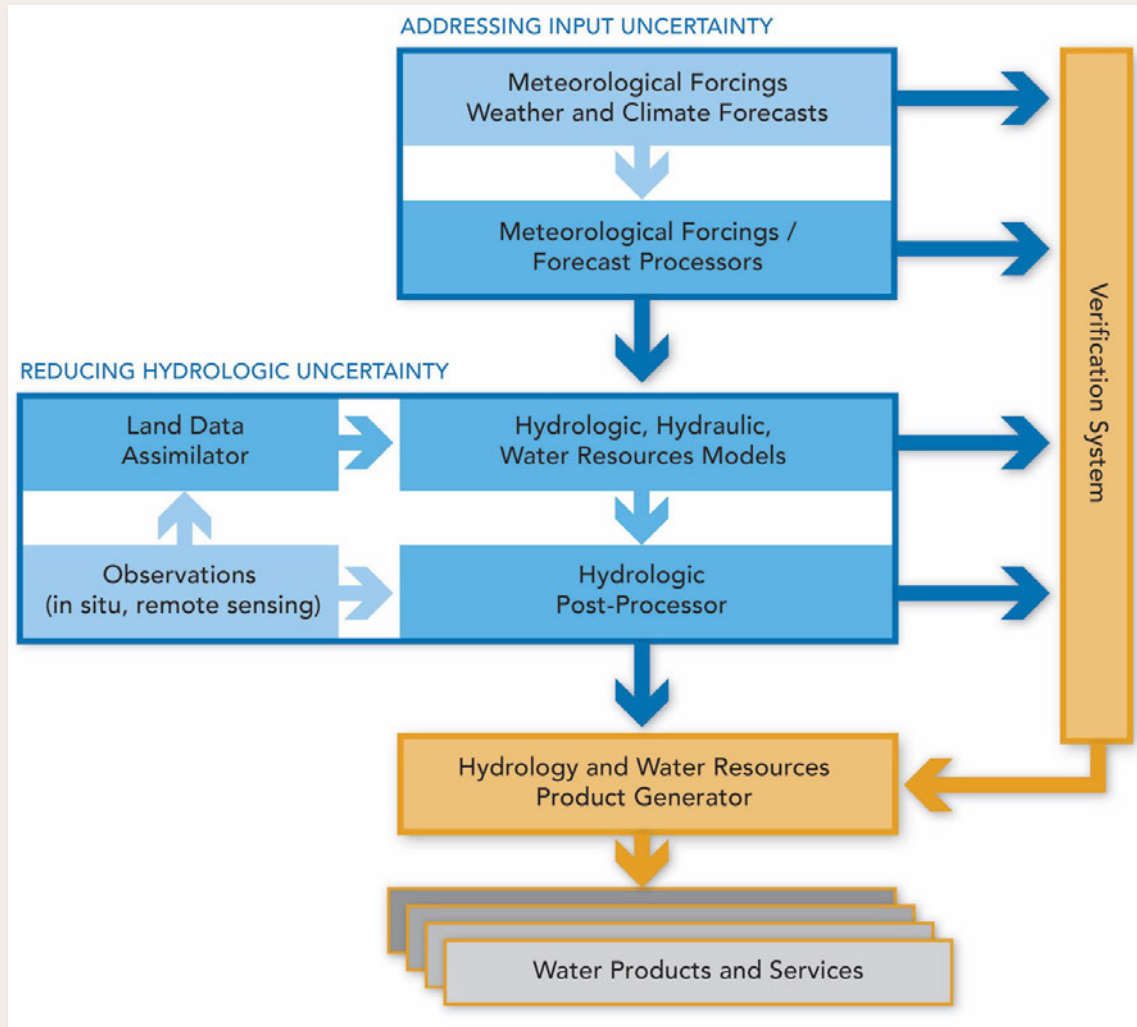 ADDRESSING INPUT UNCERTAINTY
Meteorological Forcings
Weather and Climate Forecasts
Meteorological Forcings /
Forecast Processors
Verification System
REDUCING HYDROLOGIC UNCERTAINTY
Land Data
Assimilator
Hydrologic, Hydraulic,
Water Resources Models
Observations
(in situ, remote sensing)
Hydrologic
Post-Processor
Hydrology and Water Resources
Product Generator
Water Products and Services